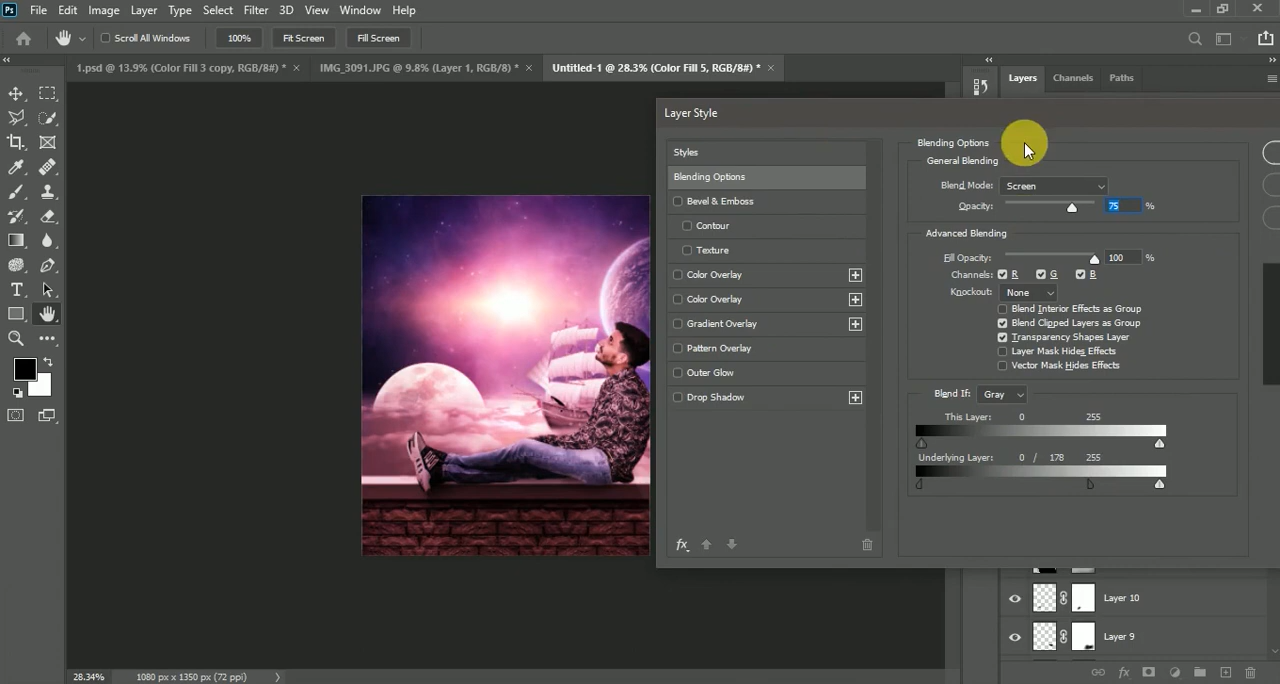 Ps File Edit Image Layer Type Select Filter 3D View Window Help
Scroll All Windows 100% Fit Screen Fill Screen
1.psd @ 13.9% (Color Fill 3 copy, RGB/8#) * × IMG_3091.JPG @ 9.8% (Layer 1, RGB/8) * × Untitled-1 @ 28.3% (Color Fill 5, RGB/8#) * ×
Layers Channels Paths
Layer Style
Styles
Blending Options
Bevel & Emboss
Contour
Texture
Color Overlay
Color Overlay
Gradient Overlay
Pattern Overlay
Outer Glow
Drop Shadow
fx
Blending Options
General Blending
Blend Mode: Screen
Opacity: 75 %
Advanced Blending
Fill Opacity: 100 %
Channels: R G B
Knockout: None
Blend Interior Effects as Group
Blend Clipped Layers as Group
Transparency Shapes Layer
Layer Mask Hides Effects
Vector Mask Hides Effects
Blend If: Gray
This Layer: 0 255
Underlying Layer: 0 / 178 255
Layer 10
Layer 9
fx
28.34% 1080 px x 1350 px (72 ppi)